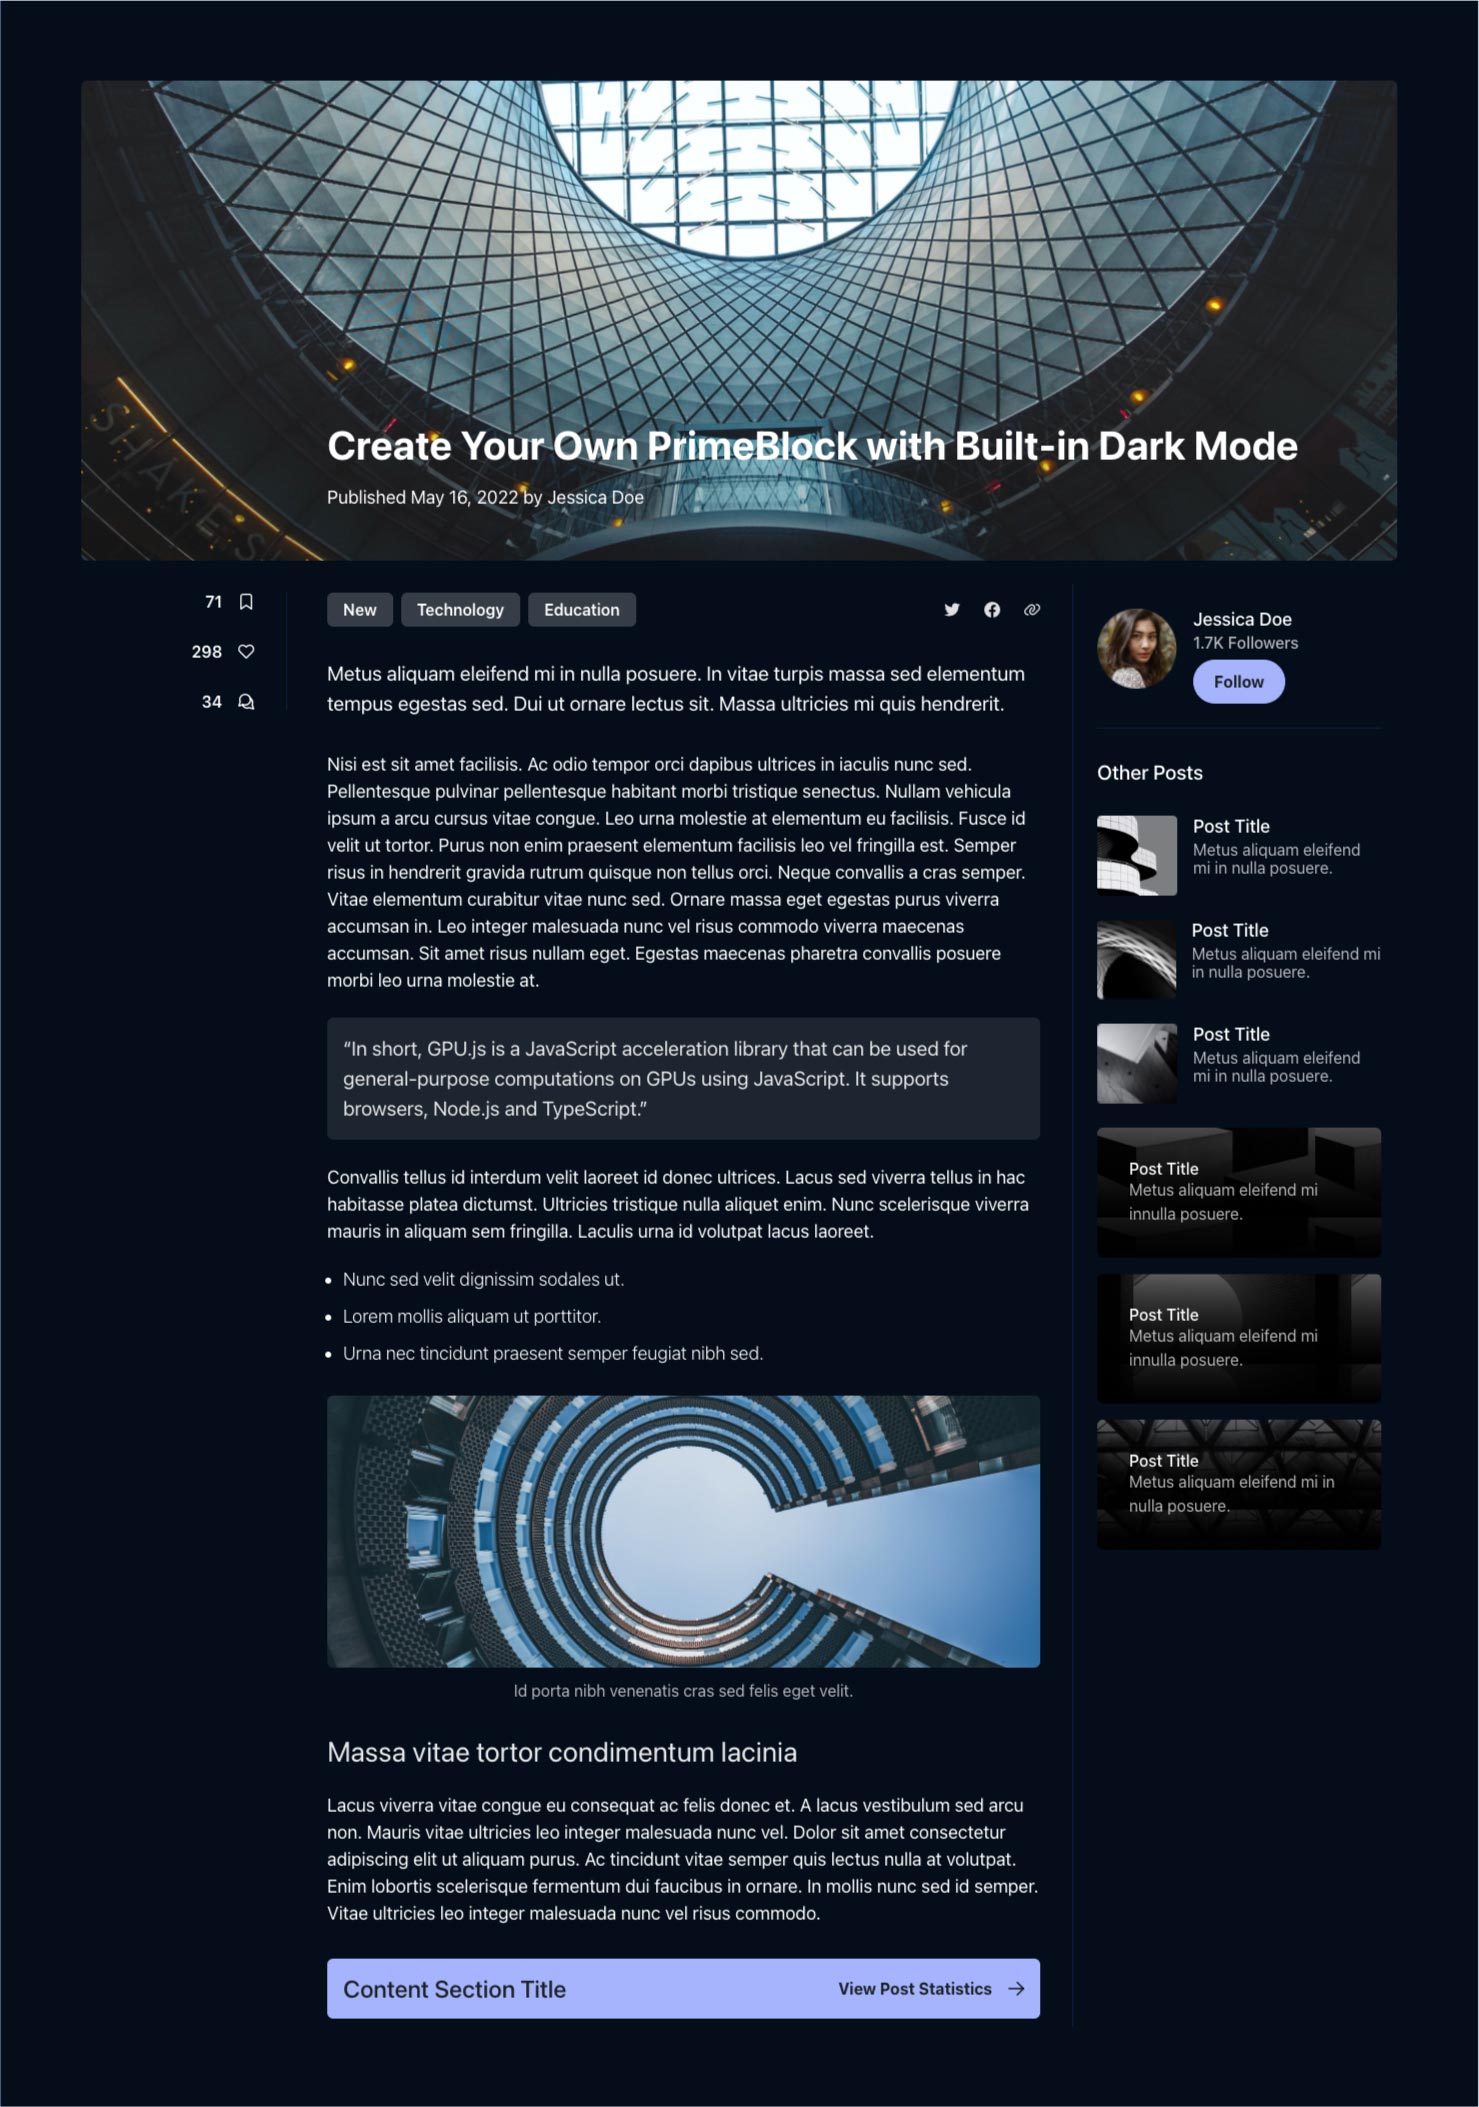 SHAKE S
Create Your Own PrimeBlock with Built-in Dark Mode
Published May 16, 2022 by Jessica Doe
71
298
34
New Technology Education
Metus aliquam eleifend mi in nulla posuere. In vitae turpis massa sed elementum
tempus egestas sed. Dui ut ornare lectus sit. Massa ultricies mi quis hendrerit.
Nisi est sit amet facilisis. Ac odio tempor orci dapibus ultrices in iaculis nunc sed.
Pellentesque pulvinar pellentesque habitant morbi tristique senectus. Nullam vehicula
ipsum a arcu cursus vitae congue. Leo urna molestie at elementum eu facilisis. Fusce id
velit ut tortor. Purus non enim praesent elementum facilisis leo vel fringilla est. Semper
risus in hendrerit gravida rutrum quisque non tellus orci. Neque convallis a cras semper.
Vitae elementum curabitur vitae nunc sed. Ornare massa eget egestas purus viverra
accumsan in. Leo integer malesuada nunc vel risus commodo viverra maecenas
accumsan. Sit amet risus nullam eget. Egestas maecenas pharetra convallis posuere
morbi leo urna molestie at.
“In short, GPU.js is a JavaScript acceleration library that can be used for
general-purpose computations on GPUs using JavaScript. It supports
browsers, Node.js and TypeScript.”
Convallis tellus id interdum velit laoreet id donec ultrices. Lacus sed viverra tellus in hac
habitasse platea dictumst. Ultricies tristique nulla aliquet enim. Nunc scelerisque viverra
mauris in aliquam sem fringilla. Laculis urna id volutpat lacus laoreet.
• Nunc sed velit dignissim sodales ut.
• Lorem mollis aliquam ut porttitor.
• Urna nec tincidunt praesent semper feugiat nibh sed.
Id porta nibh venenatis cras sed felis eget velit.
Massa vitae tortor condimentum lacinia
Lacus viverra vitae congue eu consequat ac felis donec et. A lacus vestibulum sed arcu
non. Mauris vitae ultricies leo integer malesuada nunc vel. Dolor sit amet consectetur
adipiscing elit ut aliquam purus. Ac tincidunt vitae semper quis lectus nulla at volutpat.
Enim lobortis scelerisque fermentum dui faucibus in ornare. In mollis nunc sed id semper.
Vitae ultricies leo integer malesuada nunc vel risus commodo.
Content Section Title View Post Statistics
Jessica Doe
1.7K Followers
Follow
Other Posts
Post Title
Metus aliquam eleifend
mi in nulla posuere.
Post Title
Metus aliquam eleifend mi
in nulla posuere.
Post Title
Metus aliquam eleifend
mi in nulla posuere.
Post Title
Metus aliquam eleifend mi
innulla posuere.
Post Title
Metus aliquam eleifend mi
innulla posuere.
Post Title
Metus aliquam eleifend mi in
nulla posuere.